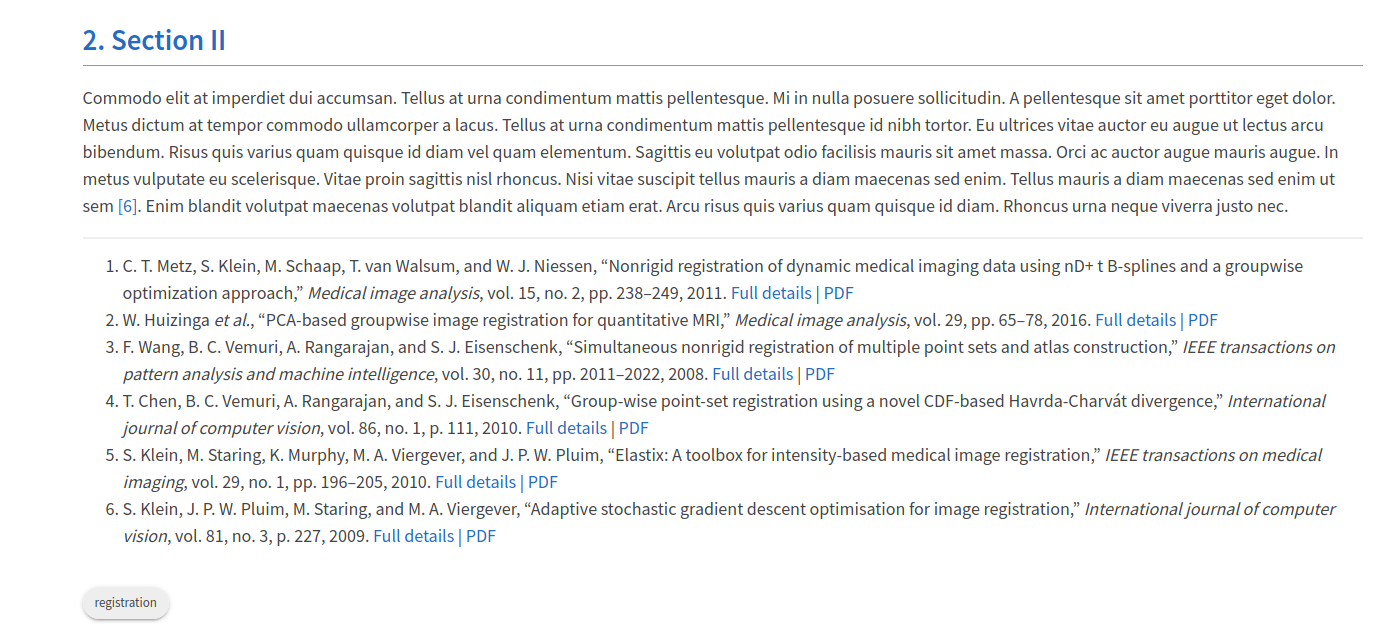 2. Section II
Commodo elit at imperdiet dui accumsan. Tellus at urna condimentum mattis pellentesque. Mi in nulla posuere sollicitudin. A pellentesque sit amet porttitor eget dolor.
Metus dictum at tempor commodo ullamcorper a lacus. Tellus at urna condimentum mattis pellentesque id nibh tortor. Eu ultrices vitae auctor eu augue ut lectus arcu
bibendum. Risus quis varius quam quisque id diam vel quam elementum. Sagittis eu volutpat odio facilisis mauris sit amet massa. Orci ac auctor augue mauris augue. In
metus vulputate eu scelerisque. Vitae proin sagittis nisl rhoncus. Nisi vitae suscipit tellus mauris a diam maecenas sed enim. Tellus mauris a diam maecenas sed enim ut
sem [6]. Enim blandit volutpat maecenas volutpat blandit aliquam etiam erat. Arcu risus quis varius quam quisque id diam. Rhoncus urna neque viverra justo nec.
1. C. T. Metz, S. Klein, M. Schaap, T. van Walsum, and W. J. Niessen, “Nonrigid registration of dynamic medical imaging data using nD+ t B-splines and a groupwise
optimization approach,” Medical image analysis, vol. 15, no. 2, pp. 238–249, 2011. Full details | PDF
2. W. Huizinga et al., “PCA-based groupwise image registration for quantitative MRI,” Medical image analysis, vol. 29, pp. 65–78, 2016. Full details | PDF
3. F. Wang, B. C. Vemuri, A. Rangarajan, and S. J. Eisenschenk, “Simultaneous nonrigid registration of multiple point sets and atlas construction,” IEEE transactions on
pattern analysis and machine intelligence, vol. 30, no. 11, pp. 2011–2022, 2008. Full details | PDF
4. T. Chen, B. C. Vemuri, A. Rangarajan, and S. J. Eisenschenk, “Group-wise point-set registration using a novel CDF-based Havrda-Charvát divergence,” International
journal of computer vision, vol. 86, no. 1, p. 111, 2010. Full details | PDF
5. S. Klein, M. Staring, K. Murphy, M. A. Viergever, and J. P. W. Pluim, “Elastix: A toolbox for intensity-based medical image registration,” IEEE transactions on medical
imaging, vol. 29, no. 1, pp. 196–205, 2010. Full details | PDF
6. S. Klein, J. P. W. Pluim, M. Staring, and M. A. Viergever, “Adaptive stochastic gradient descent optimisation for image registration,” International journal of computer
vision, vol. 81, no. 3, p. 227, 2009. Full details | PDF
registration